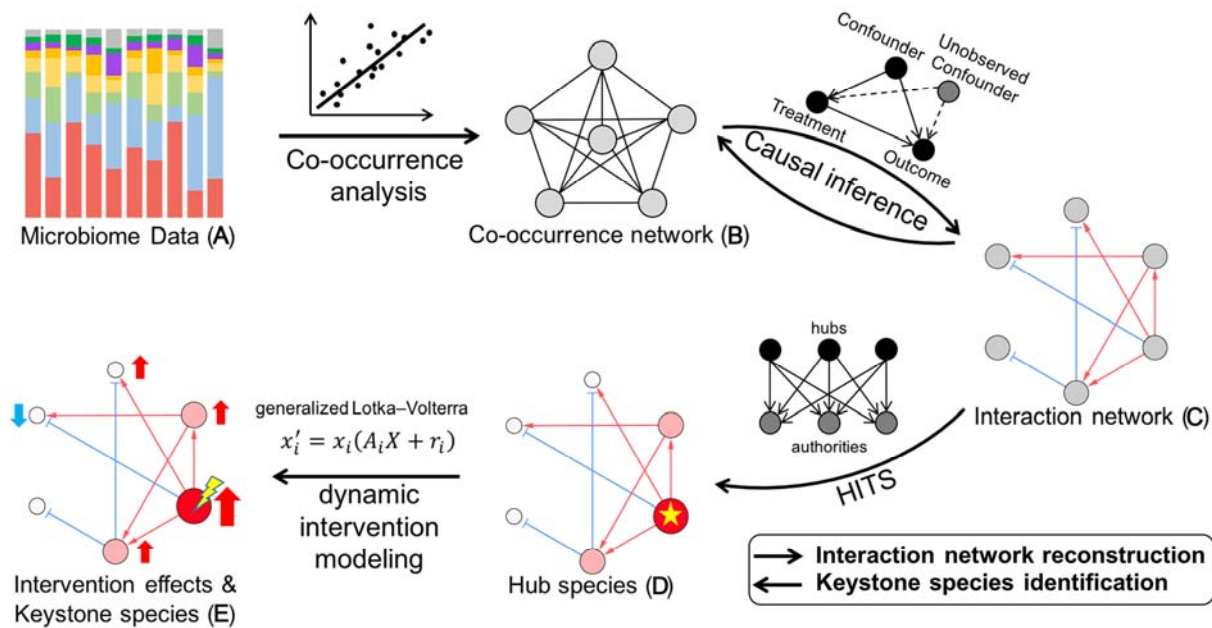 Microbiome Data (A)
Co-occurrence
analysis
Co-occurrence network (B)
Confounder
Unobserved
Confounder
Treatment
Outcome
Causal inference
Interaction network (C)
hubs
authorities
HITS
Hub species (D)
generalized Lotka–Volterra
x′ᵢ = xᵢ(AᵢX + rᵢ)
dynamic
intervention
modeling
Intervention effects &
Keystone species (E)
Interaction network reconstruction
Keystone species identification